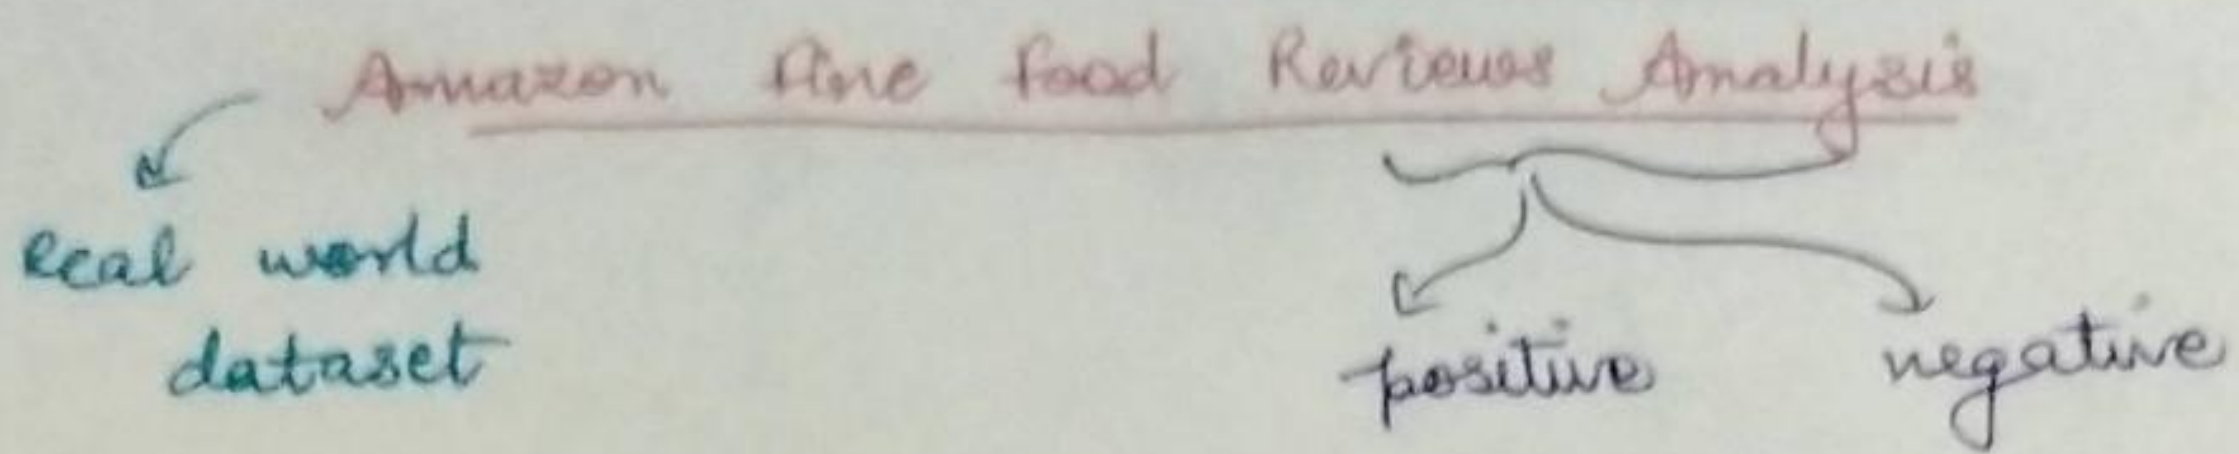 Amazon Fine Food Reviews Analysis
Real world
dataset
positive negative